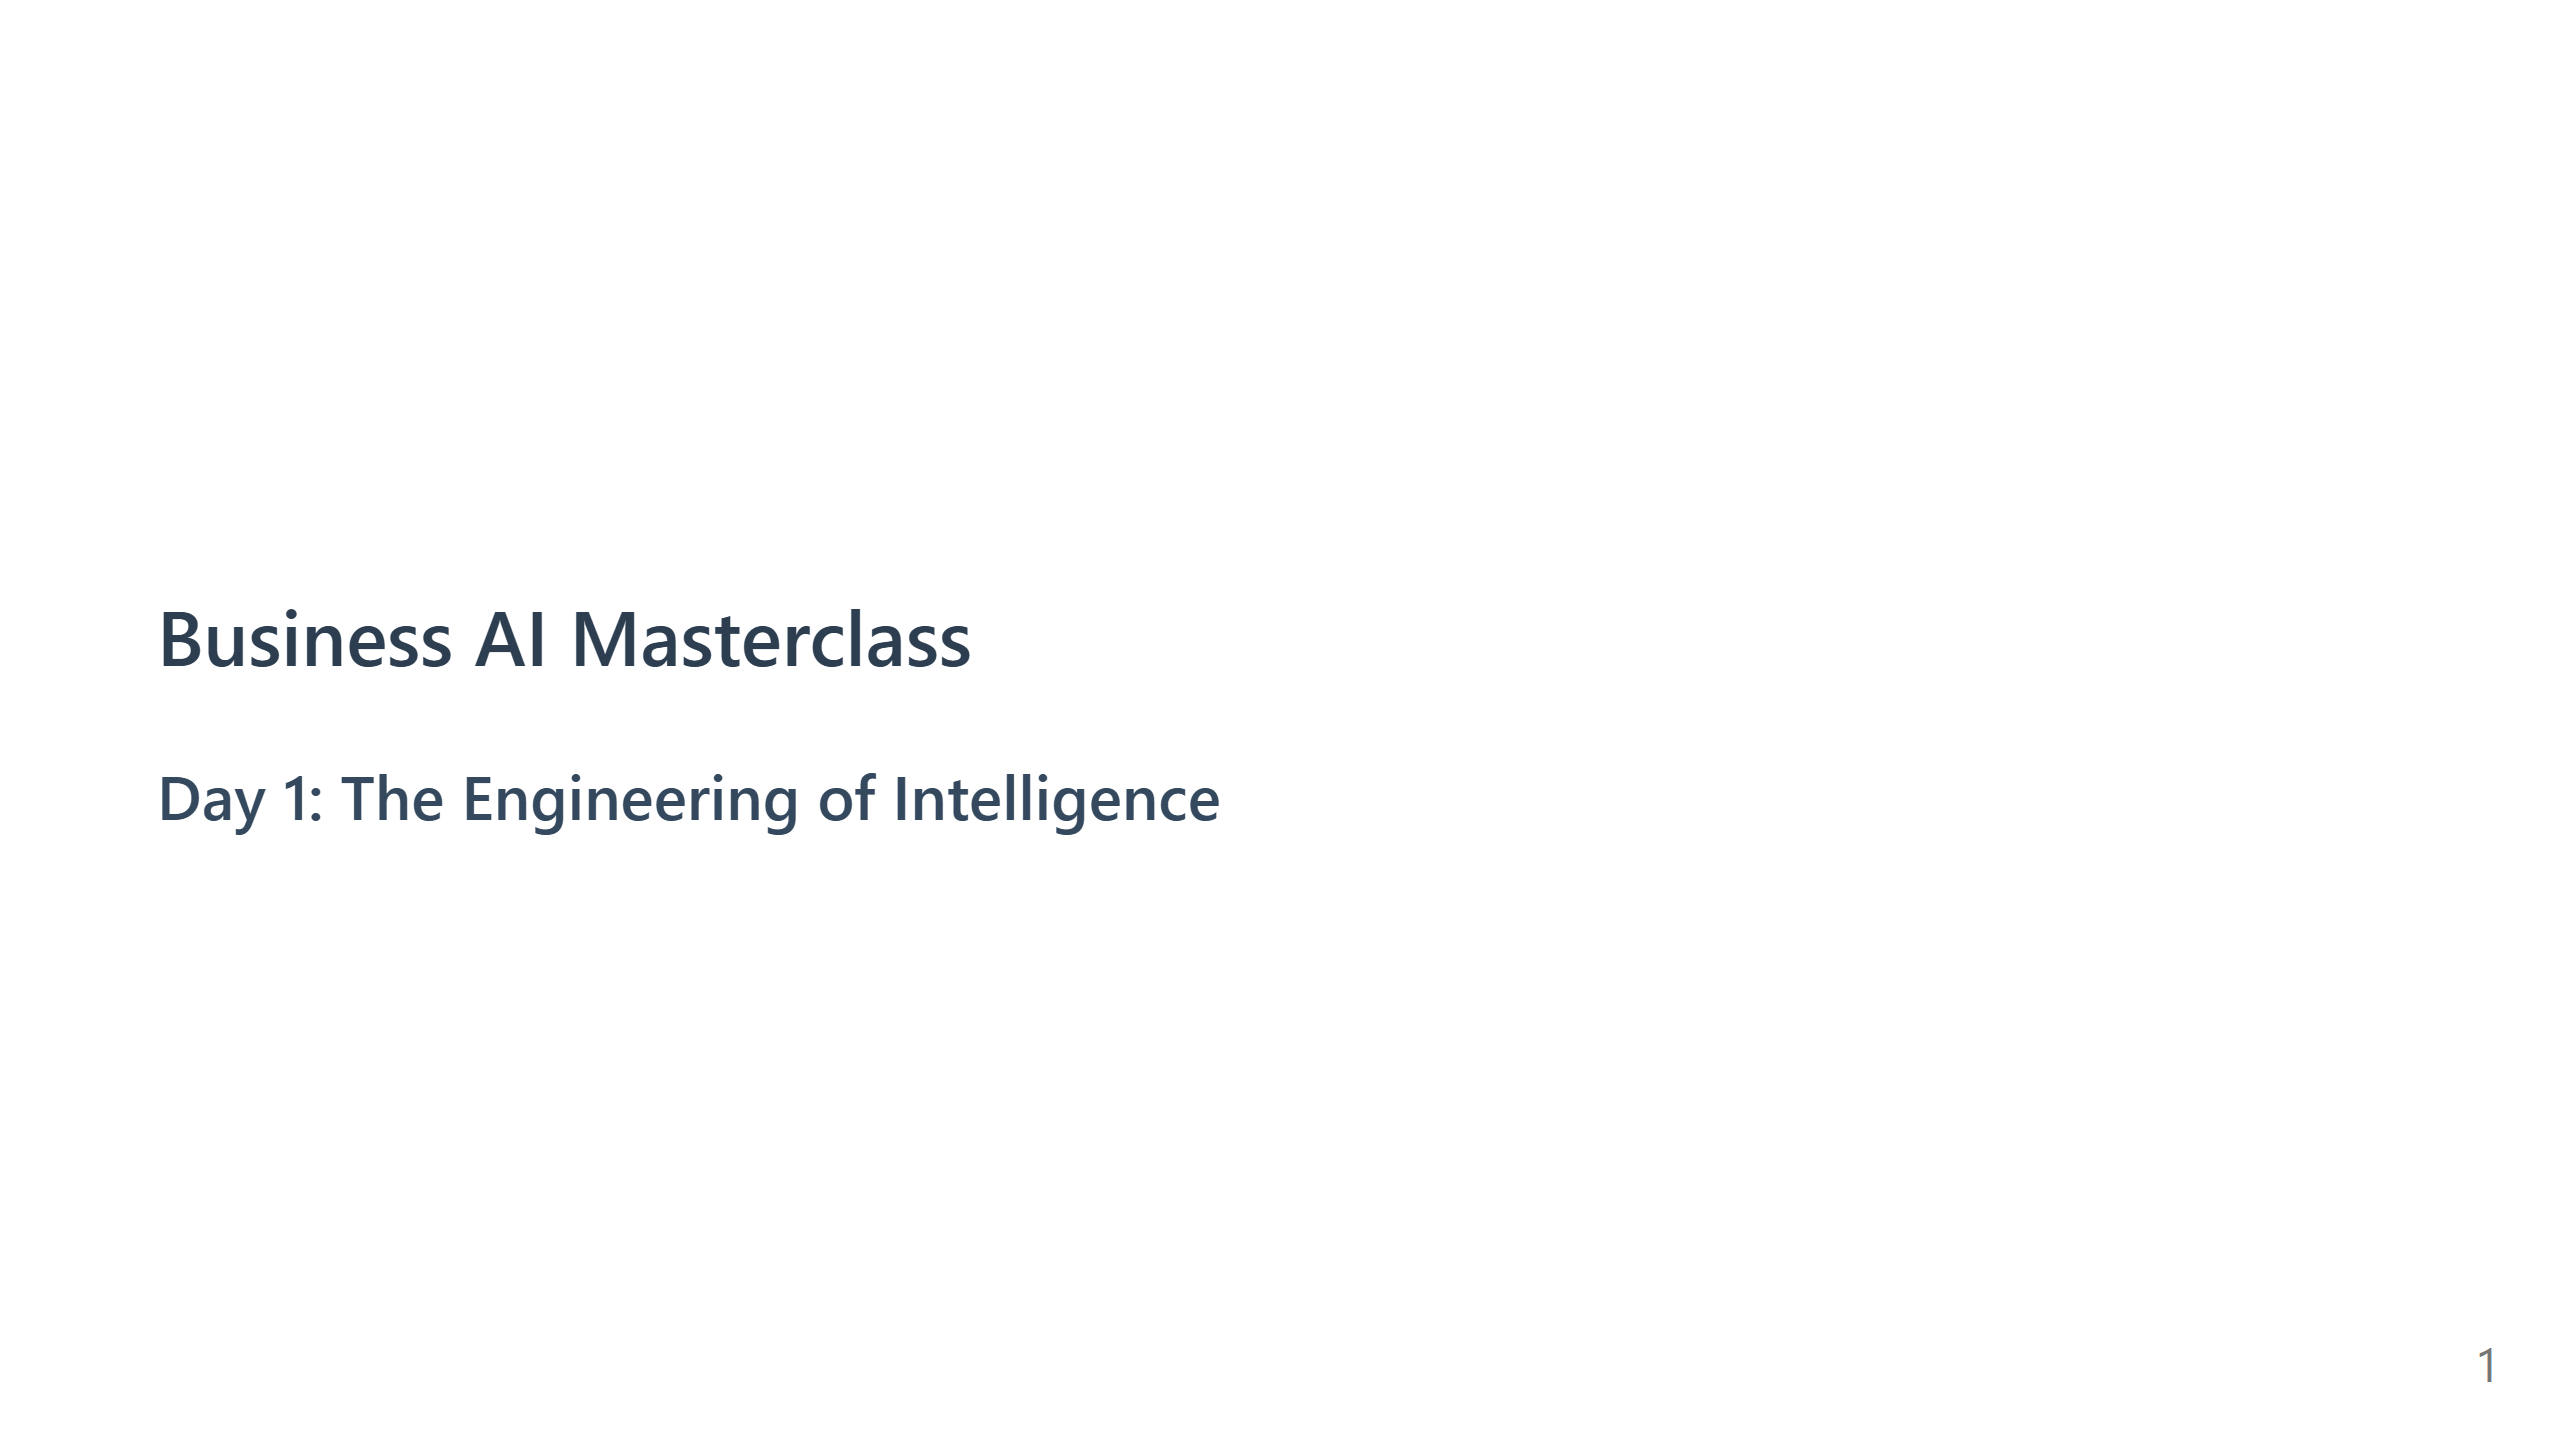 Business AI Masterclass
Day 1: The Engineering of Intelligence
1